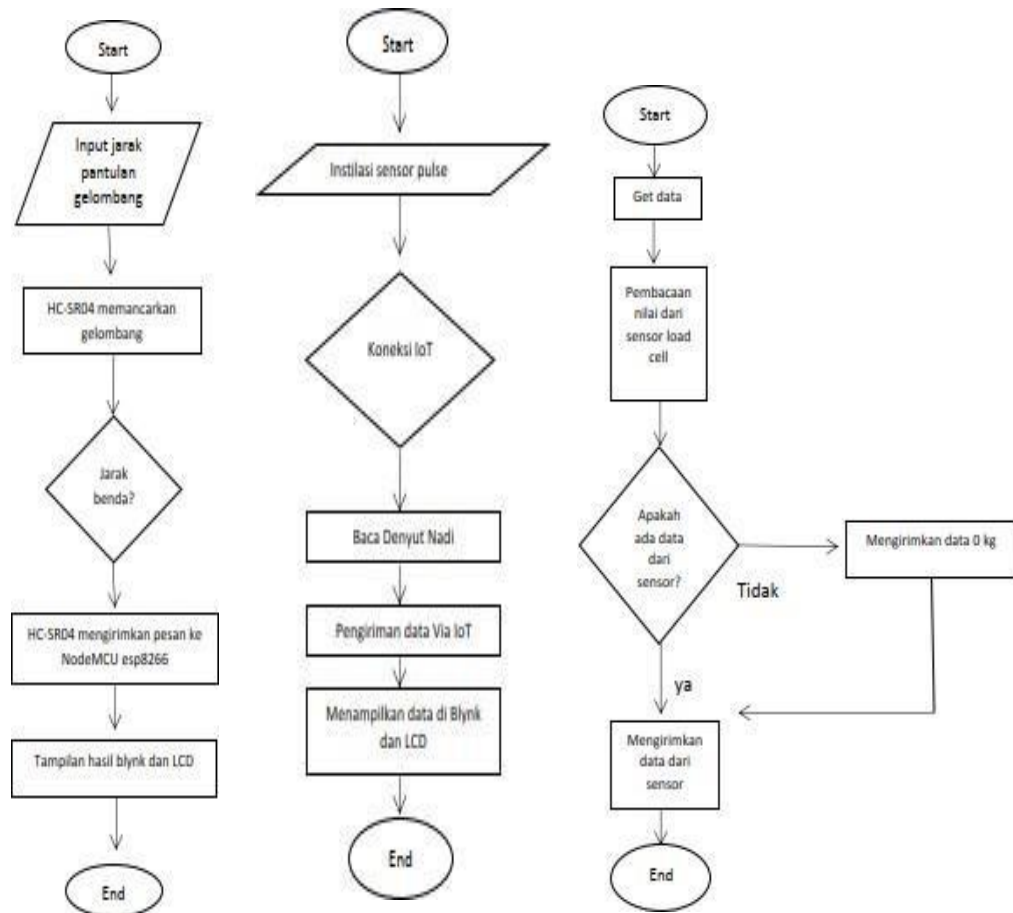 Start
Input jarak
pantulan
gelombang
HC-SR04 memancarkan
gelombang
Jarak
benda?
HC-SR04 mengirimkan pesan ke
NodeMCU esp8266
Tampilan hasil blynk dan LCD
End
Start
Instilasi sensor pulse
Koneksi IoT
Baca Denyut Nadi
Pengiriman data Via IoT
Menampilkan data di Blynk
dan LCD
End
Start
Get data
Pembacaan
nilai dari
sensor load
cell
Apakah
ada data
dari
sensor?
Tidak
Mengirimkan data 0 kg
ya
Mengirimkan
data dari
sensor
End